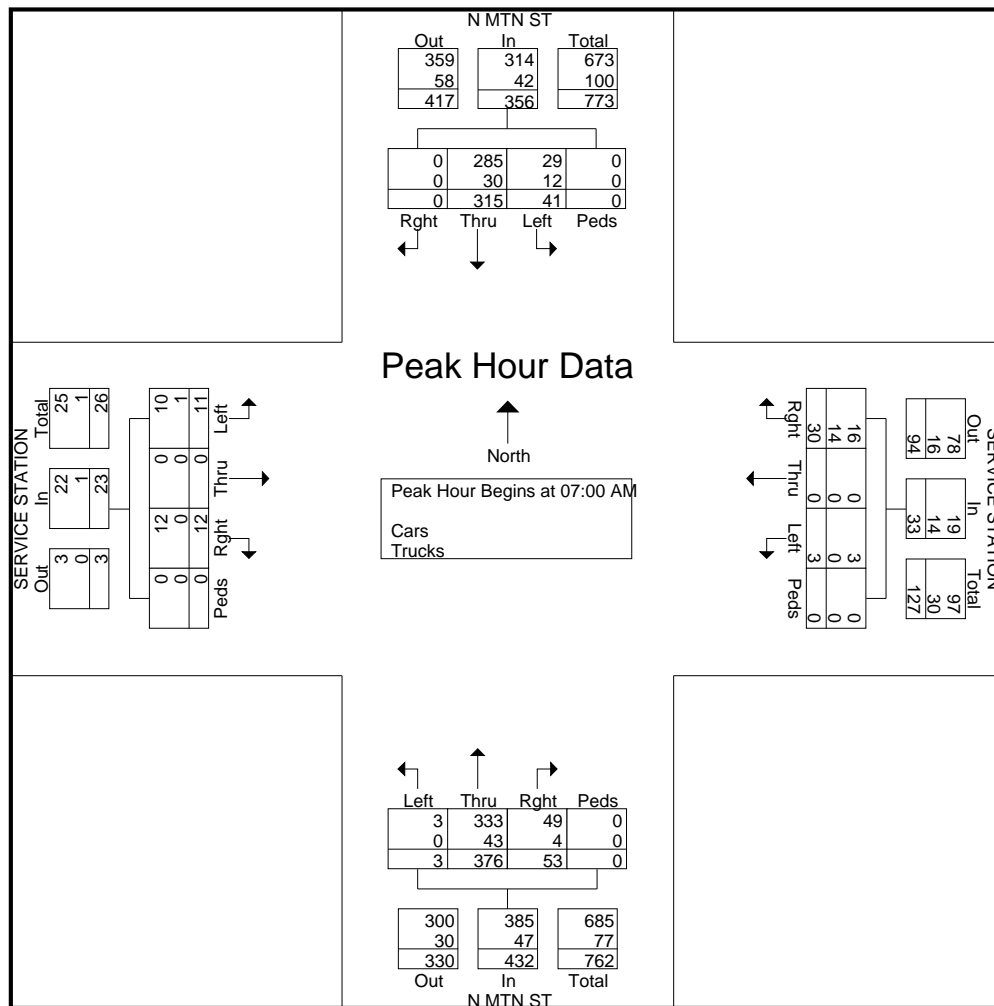 N MTN ST
Out In Total
359 314 673
58 42 100
417 356 773
0 285 29 0
0 30 12 0
0 315 41 0
Rght Thru Left Peds
Peak Hour Data
North
Peak Hour Begins at 07:00 AM
Cars
Trucks
SERVICE STATION
Out In Total
3 22 25
0 1 1
3 23 26
Peds Rght Thru Left
0 12 0 10
0 0 0 1
0 12 0 11
SERVICE STATION
Out In Total
78 19 97
16 14 30
94 33 127
16 0 3 0
14 0 0 0
30 0 3 0
Rght Thru Left Peds
Left Thru Rght Peds
3 333 49 0
0 43 4 0
3 376 53 0
300 385 685
30 47 77
330 432 762
Out In Total
N MTN ST